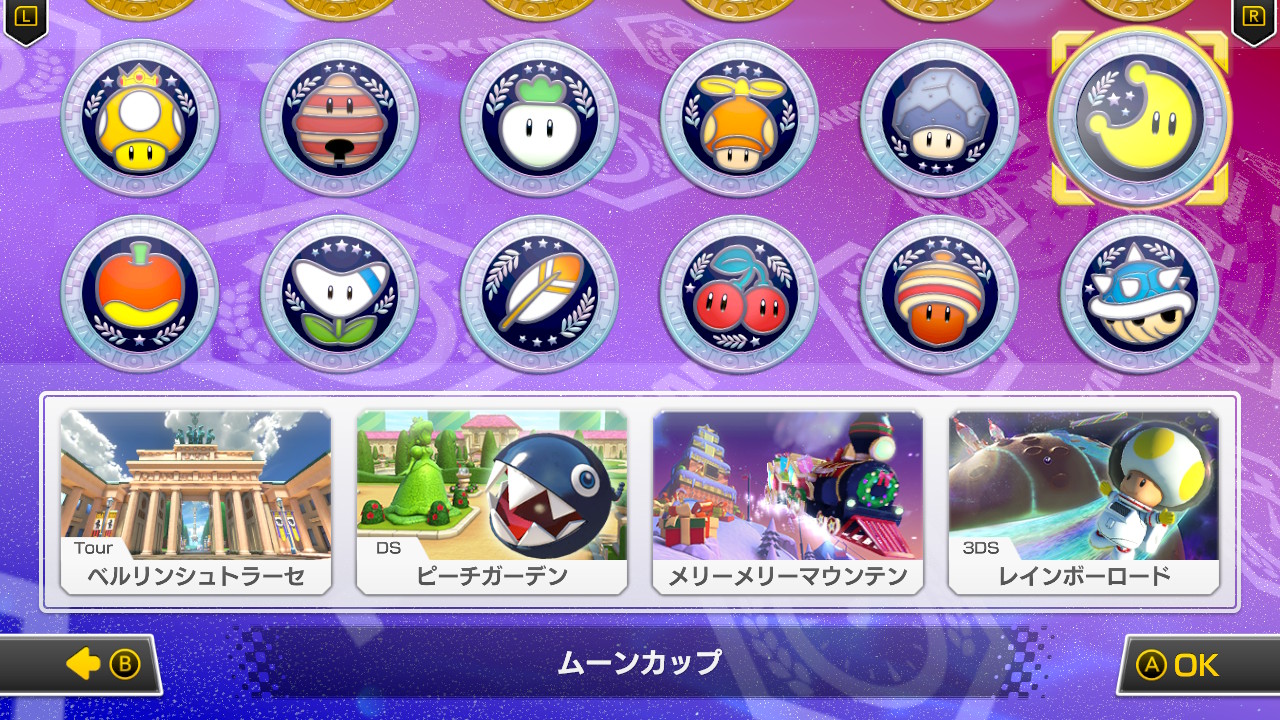 L
R
Tour
ベルリンシュトラーセ
DS
ピーチガーデン
メリーメリーマウンテン
3DS
レインボーロード
B
ムーンカップ
A OK